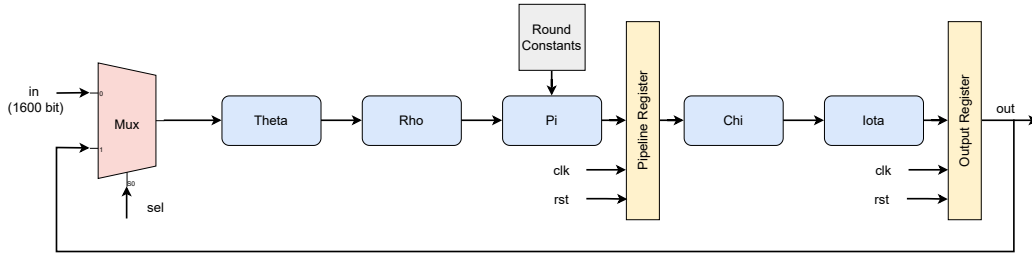 Round
Constants
in
(1600 bit)
0
Mux
1
S0
sel
Theta
Rho
Pi
Pipeline Register
clk
rst
Chi
Iota
clk
rst
Output Register
out